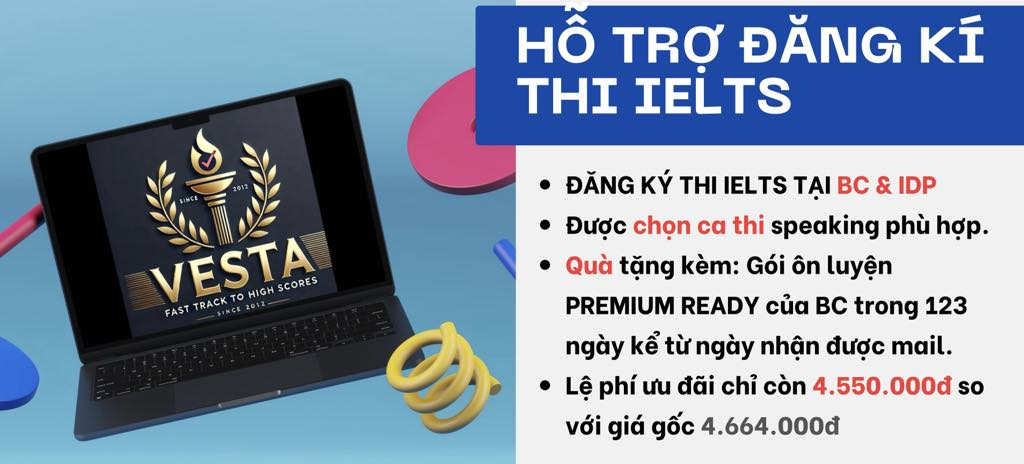 HỖ TRỢ ĐĂNG KÍ
THI IELTS
SINCE 2012
VESTA
FAST TRACK TO HIGH SCORES
SINCE 2012
• ĐĂNG KÝ THI IELTS TẠI BC & IDP
• Được chọn ca thi speaking phù hợp.
• Quà tặng kèm: Gói ôn luyện
PREMIUM READY của BC trong 123
ngày kể từ ngày nhận được mail.
• Lệ phí ưu đãi chỉ còn 4.550.000đ so
với giá gốc 4.664.000đ